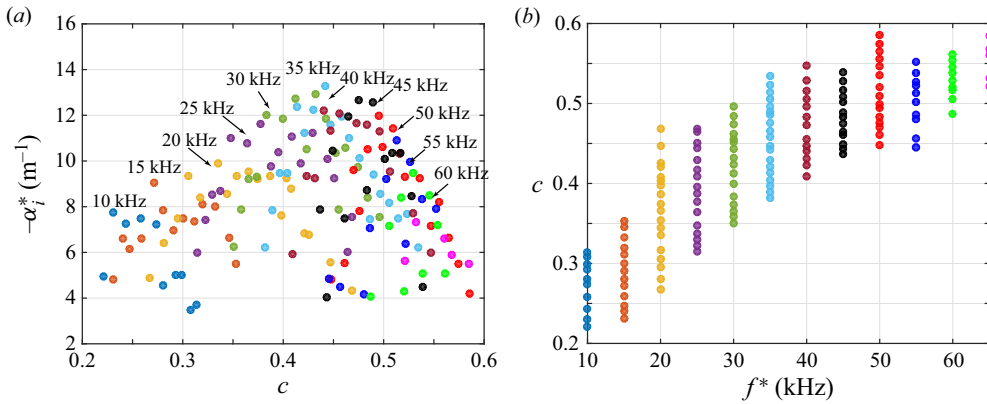 (a)
16
14
12
10
8
6
4
2
−α*i (m−1)
0.2 0.3 0.4 0.5 0.6
c
10 kHz
15 kHz
20 kHz
25 kHz
30 kHz
35 kHz
40 kHz
45 kHz
50 kHz
55 kHz
60 kHz
(b)
0.6
0.5
0.4
0.3
0.2
c
10 20 30 40 50 60
f* (kHz)